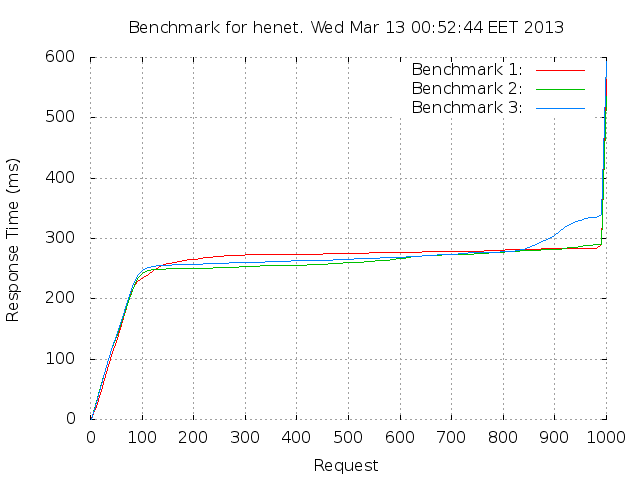 Benchmark for henet. Wed Mar 13 00:52:44 EET 2013
600
500
400
300
200
100
0
Response Time (ms)
Benchmark 1:
Benchmark 2:
Benchmark 3:
0 100 200 300 400 500 600 700 800 900 1000
Request